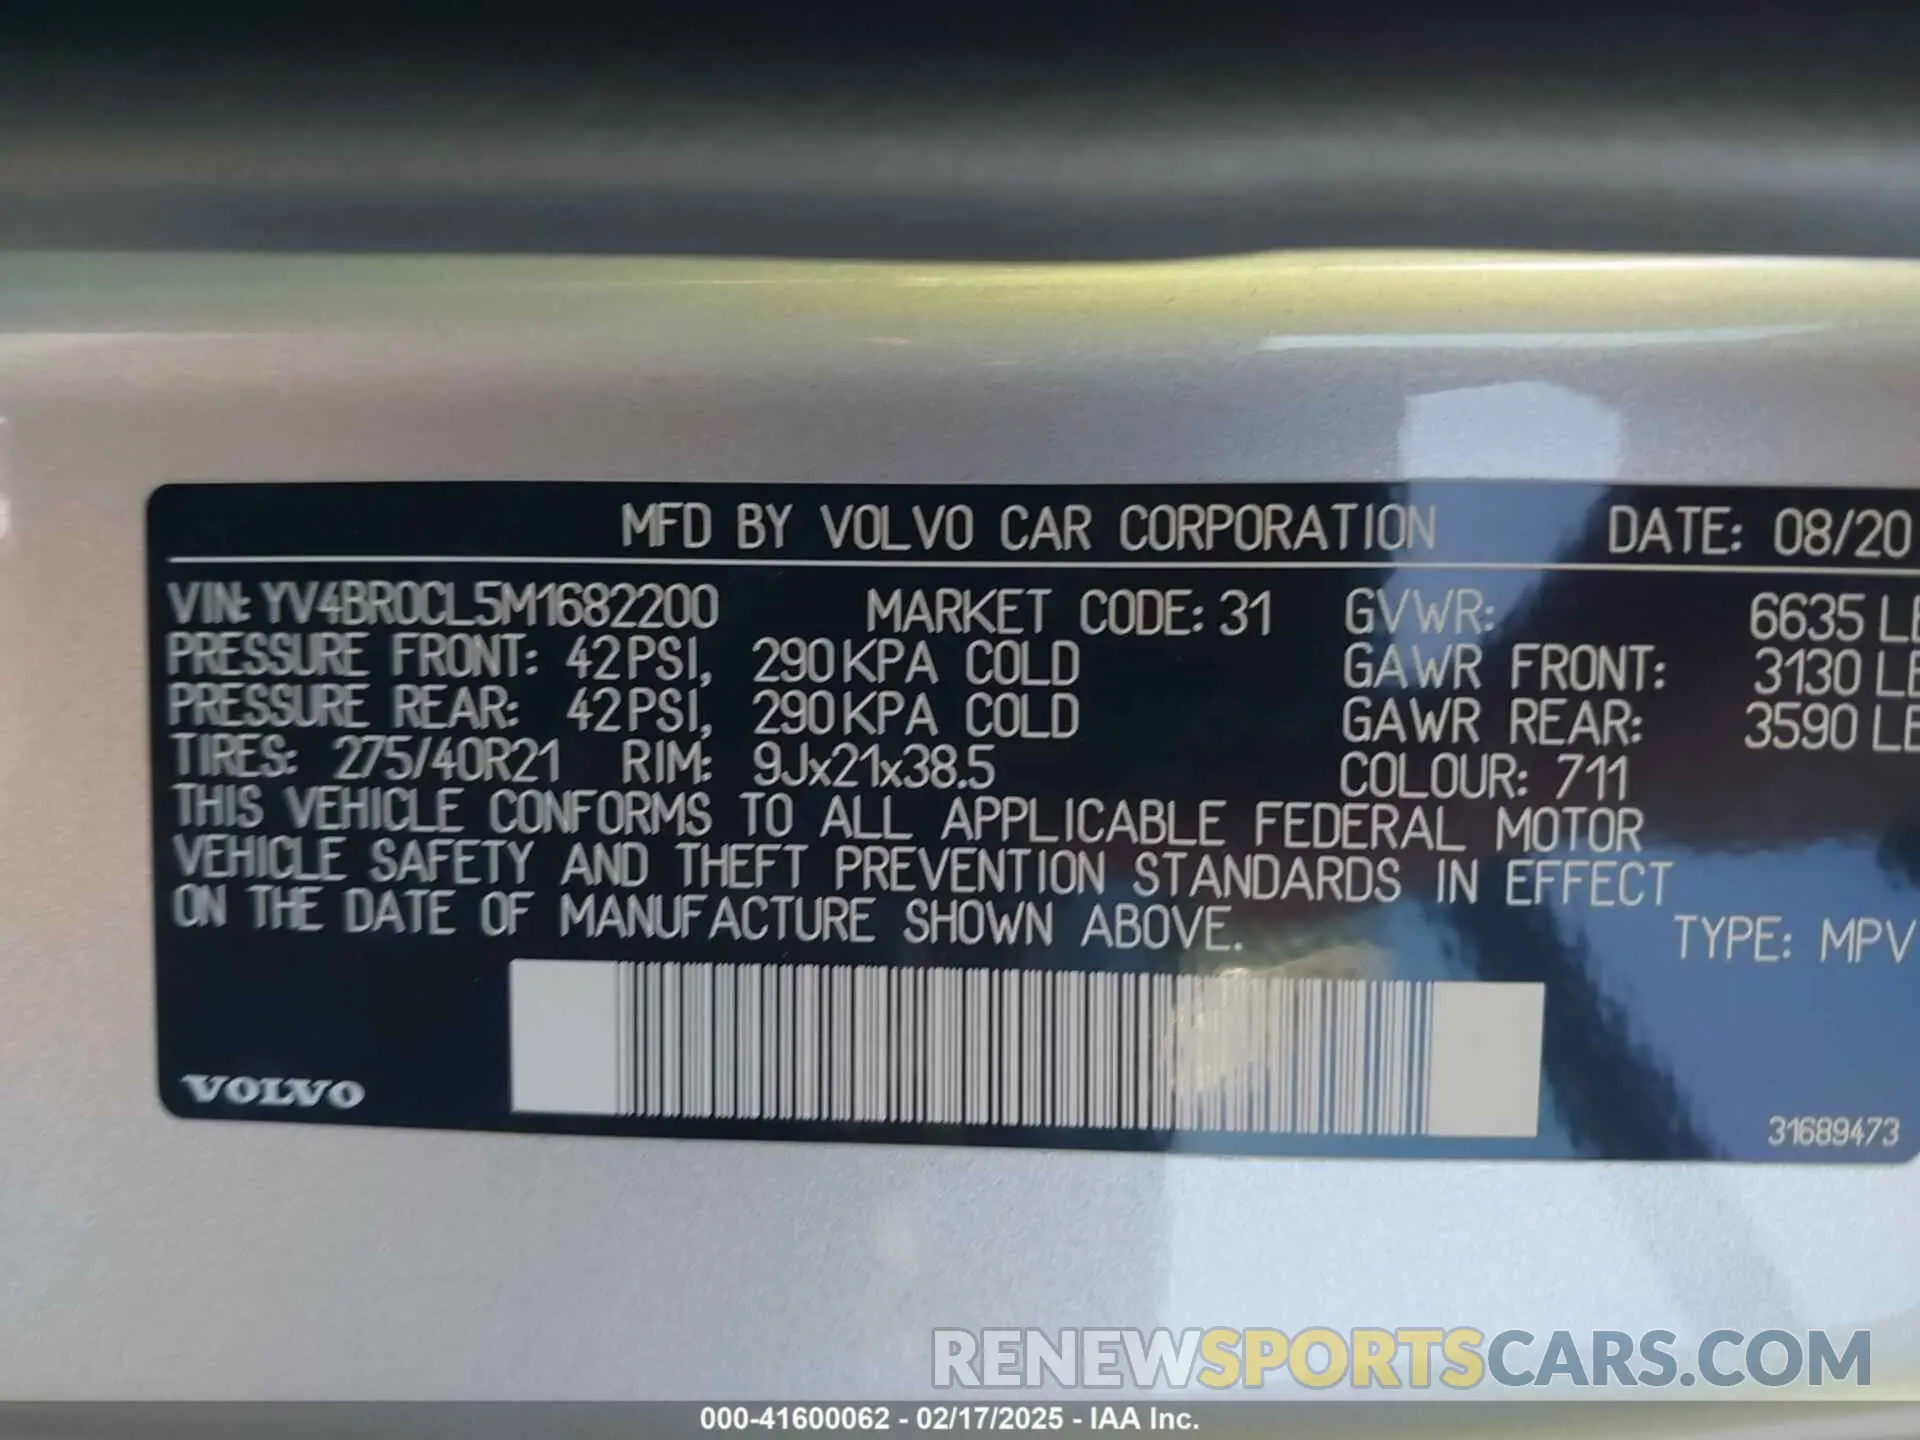 MFD BY VOLVO CAR CORPORATION DATE: 08/20
VIN: YV4BR0CL5M1682200 MARKET CODE: 31 GVWR: 6635 LB
PRESSURE FRONT: 42PSI, 290KPA COLD GAWR FRONT: 3130 LB
PRESSURE REAR: 42PSI, 290KPA COLD GAWR REAR: 3590 LB
TIRES: 275/40R21 RIM: 9Jx21x38.5 COLOUR: 711
THIS VEHICLE CONFORMS TO ALL APPLICABLE FEDERAL MOTOR
VEHICLE SAFETY AND THEFT PREVENTION STANDARDS IN EFFECT
ON THE DATE OF MANUFACTURE SHOWN ABOVE.
TYPE: MPV
VOLVO
31689473
RENEWSPORTSCARS.COM
000-41600062 - 02/17/2025 - IAA Inc.